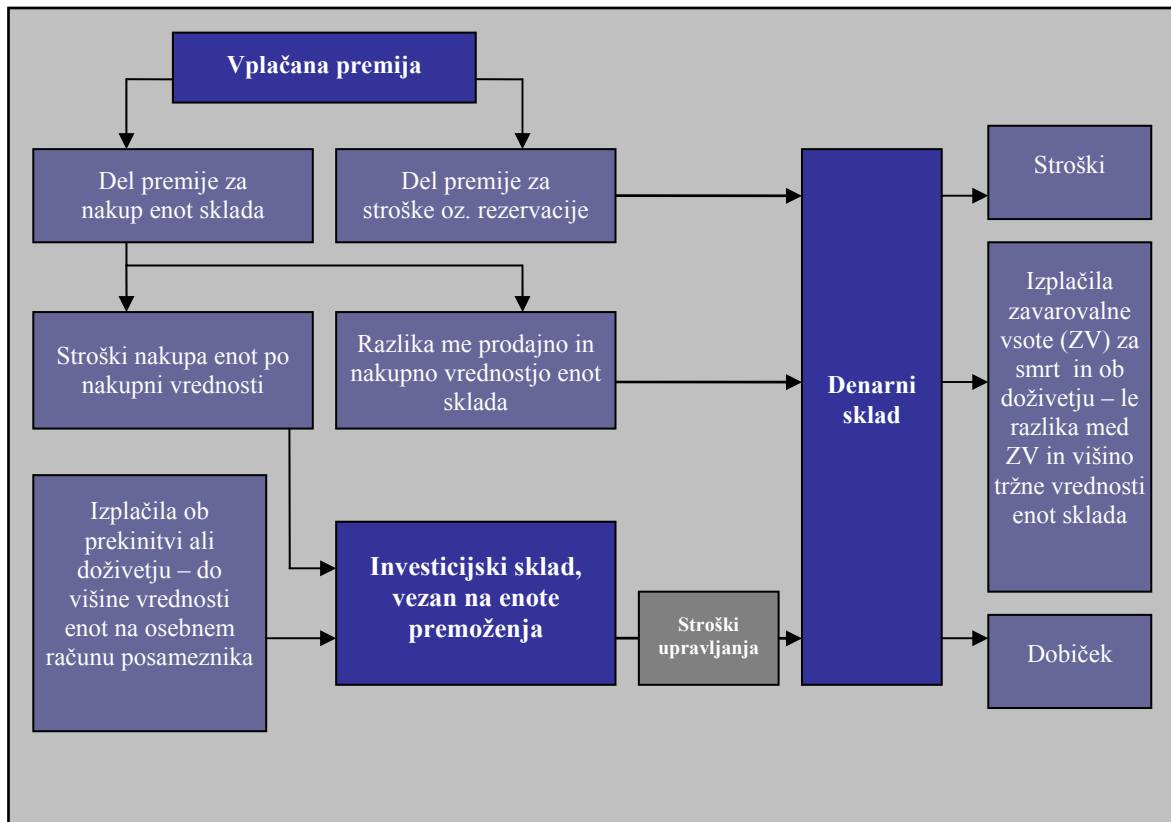 Vplačana premija
Del premije za
nakup enot sklada
Del premije za
stroške oz. rezervacije
Stroški nakupa enot po
nakupni vrednosti
Razlika me prodajno in
nakupno vrednostjo enot
sklada
Izplačila ob
prekinitvi ali
doživetju – do
višine vrednosti
enot na osebnem
računu posameznika
Investicijski sklad,
vezan na enote
premoženja
Stroški
upravljanja
Denarni
sklad
Stroški
Izplačila
zavarovalne
vsote (ZV) za
smrt in ob
doživetju – le
razlika med
ZV in višino
tržne vrednosti
enot sklada
Dobiček